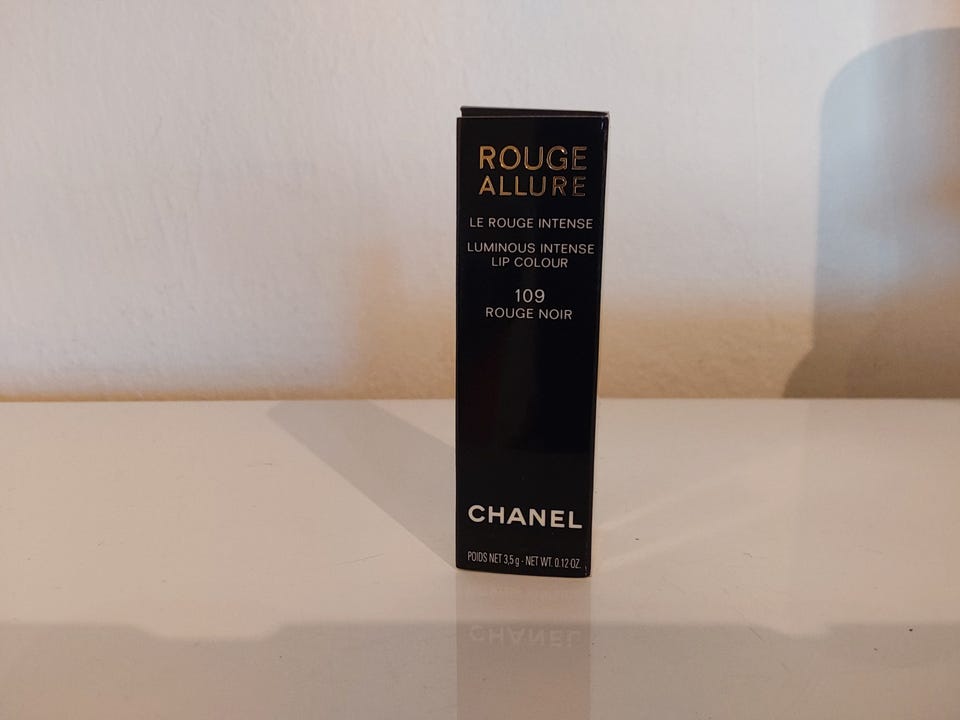 ROUGE
ALLURE
LE ROUGE INTENSE
LUMINOUS INTENSE
LIP COLOUR
109
ROUGE NOIR
CHANEL
POIDS NET 3,5 g - NET WT. 0.12 OZ.